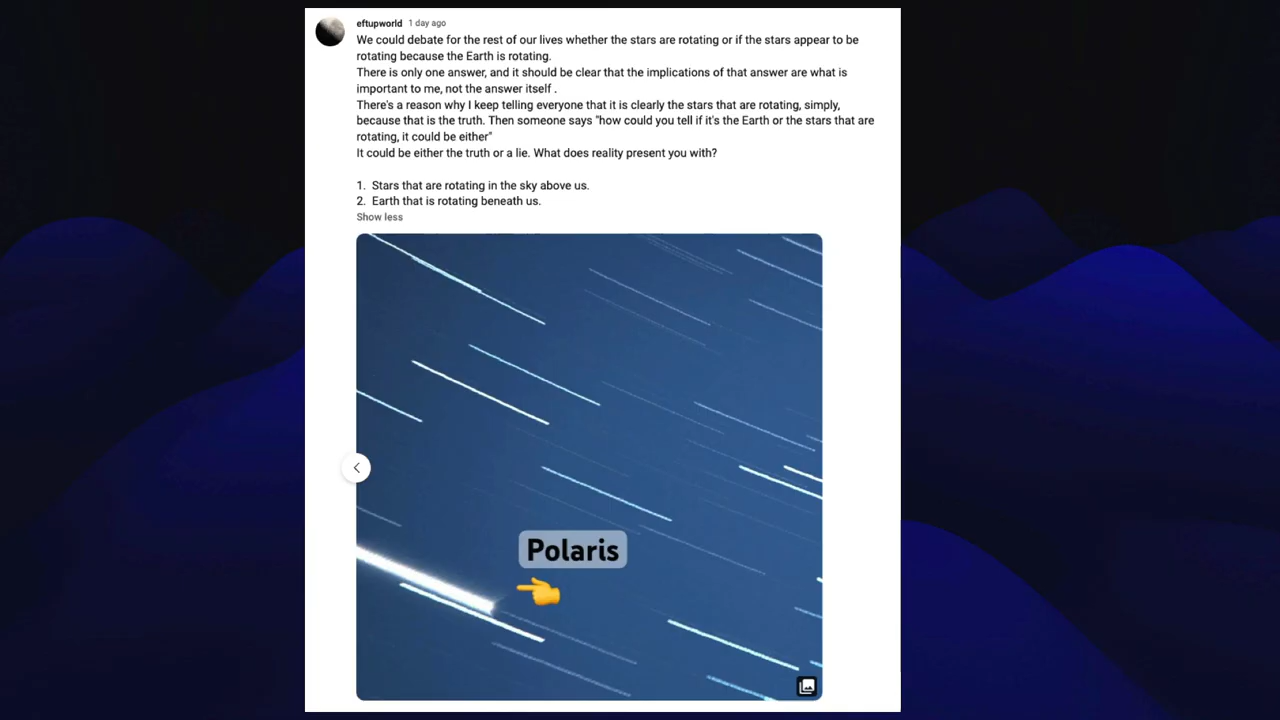 eftupworld 1 day ago
We could debate for the rest of our lives whether the stars are rotating or if the stars appear to be
rotating because the Earth is rotating.
There is only one answer, and it should be clear that the implications of that answer are what is
important to me, not the answer itself .
There's a reason why I keep telling everyone that it is clearly the stars that are rotating, simply,
because that is the truth. Then someone says "how could you tell if it's the Earth or the stars that are
rotating, it could be either"
It could be either the truth or a lie. What does reality present you with?
1. Stars that are rotating in the sky above us.
2. Earth that is rotating beneath us.
Show less
Polaris